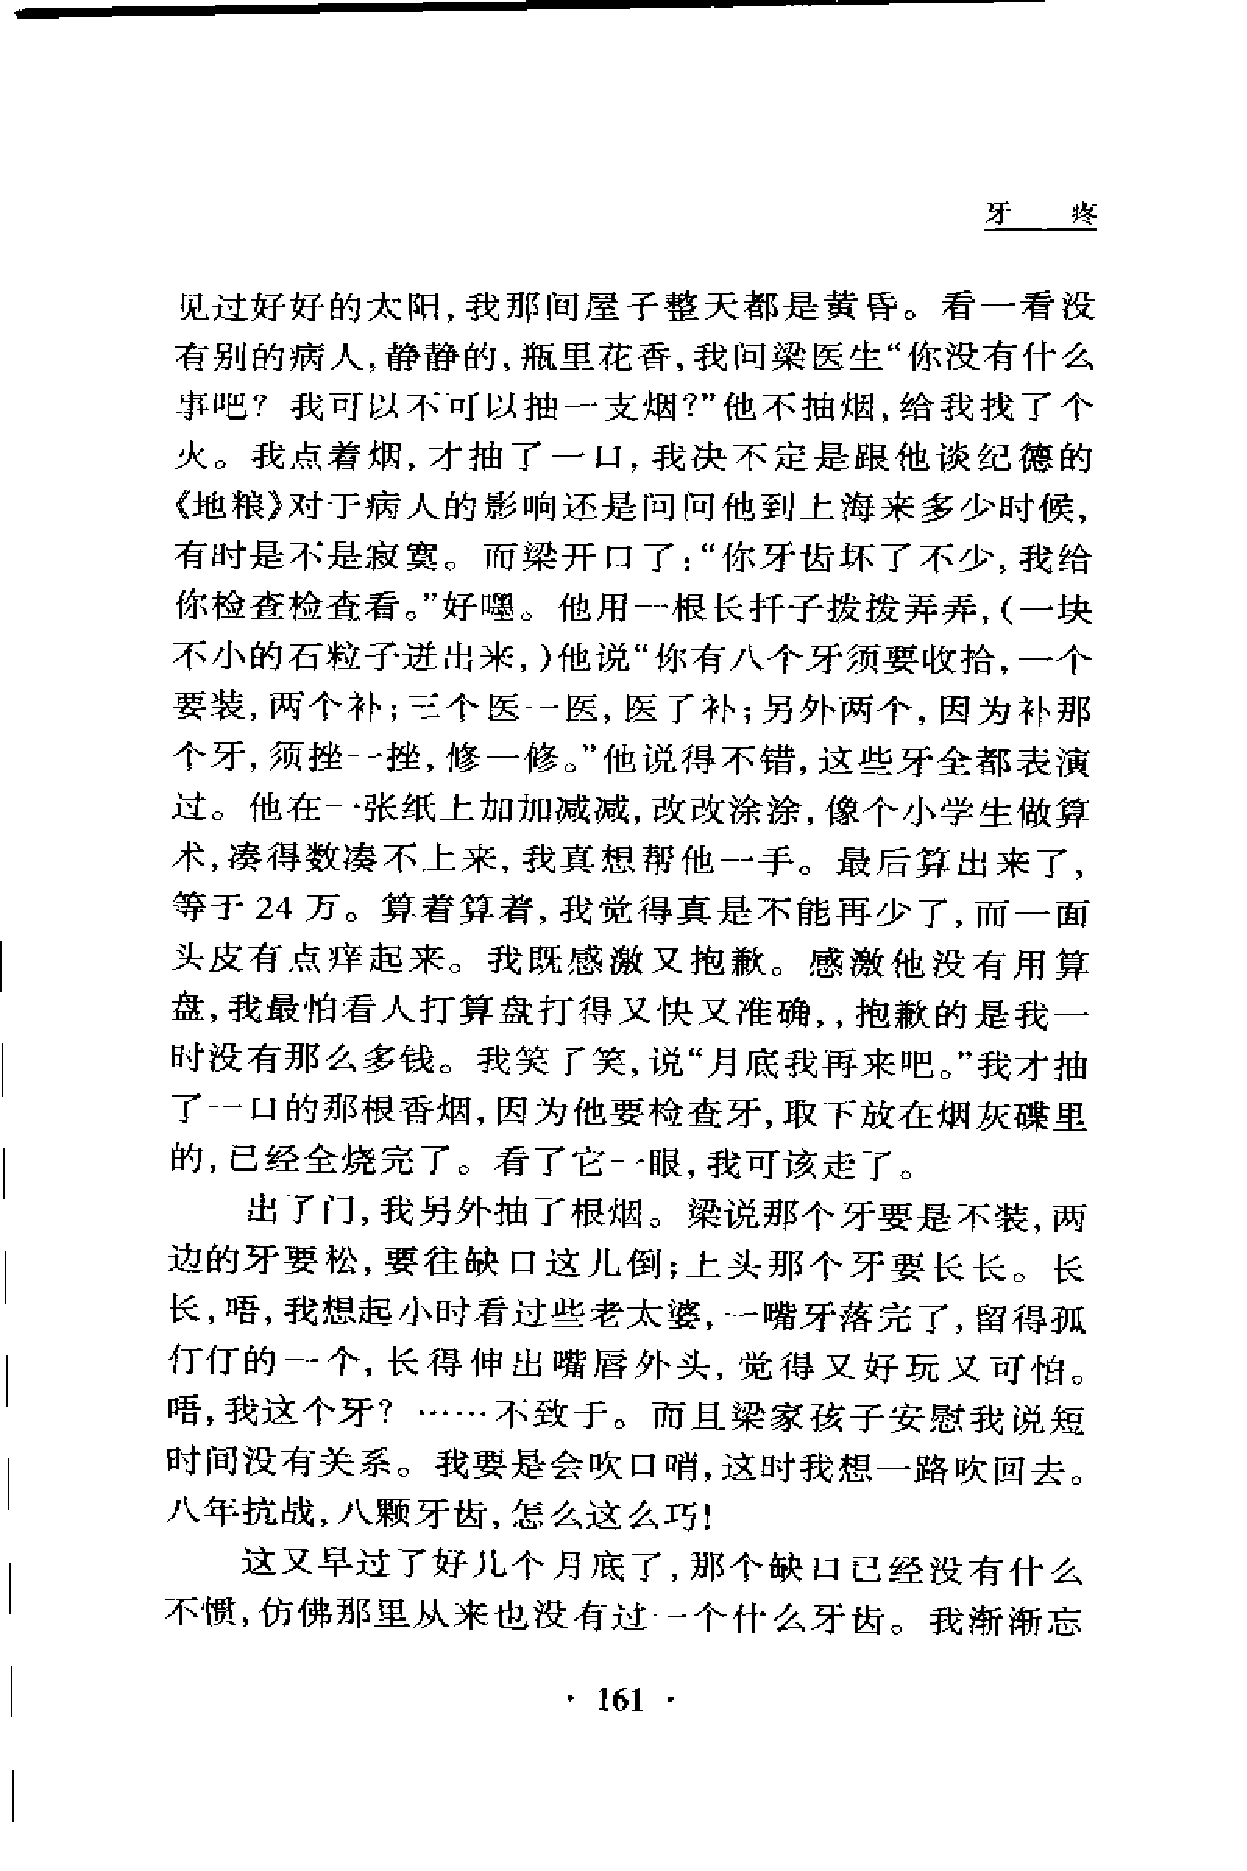 牙 疼
见过好好的太阳,我那间屋子整天都是黄昏。看一看没
有别的病人,静静的,瓶里花香,我问梁医生“你没有什么
事吧？我可以不可以抽一支烟?”他不抽烟,给我找了个
火。我点着烟,才抽了一口,我决不定是跟他谈纪德的
《地粮》对于病人的影响还是问问他到上海来多少时候,
有时是不是寂寞。而梁开口了:“你牙齿坏了不少,我给
你检查检查看。”好嘿。他用一根长扦子拨拨弄弄,(一块
不小的石粒子迸出来,)他说“你有八个牙须要收拾,一个
要装,两个补;三个医一医,医了补;另外两个,因为补那
个牙,须挫一挫,修一修。”他说得不错,这些牙全都表演
过。他在一张纸上加加减减,改改涂涂,像个小学生做算
术,凑得数凑不上来,我真想帮他一手。最后算出来了,
等于 24 万。算着算着,我觉得真是不能再少了,而一面
头皮有点痒起来。我既感激又抱歉。感激他没有用算
盘,我最怕看人打算盘打得又快又准确,,抱歉的是我一
时没有那么多钱。我笑了笑,说“月底我再来吧。”我才抽
了一口的那根香烟,因为他要检查牙,取下放在烟灰碟里
的,已经全烧完了。看了它一眼,我可该走了。
出了门,我另外抽了根烟。梁说那个牙要是不装,两
边的牙要松,要往缺口这儿倒;上头那个牙要长长。长
长,唔,我想起小时看过些老太婆,一嘴牙落完了,留得孤
仃仃的一个,长得伸出嘴唇外头,觉得又好玩又可怕。
唔,我这个牙？……不致于。而且梁家孩子安慰我说短
时间没有关系。我要是会吹口哨,这时我想一路吹回去。
八年抗战,八颗牙齿,怎么这么巧!
这又早过了好几个月底了,那个缺口已经没有什么
不惯,仿佛那里从来也没有过一个什么牙齿。我渐渐忘
· 161 ·